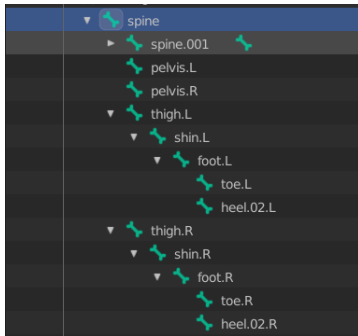 spine
spine.001
pelvis.L
pelvis.R
thigh.L
shin.L
foot.L
toe.L
heel.02.L
thigh.R
shin.R
foot.R
toe.R
heel.02.R